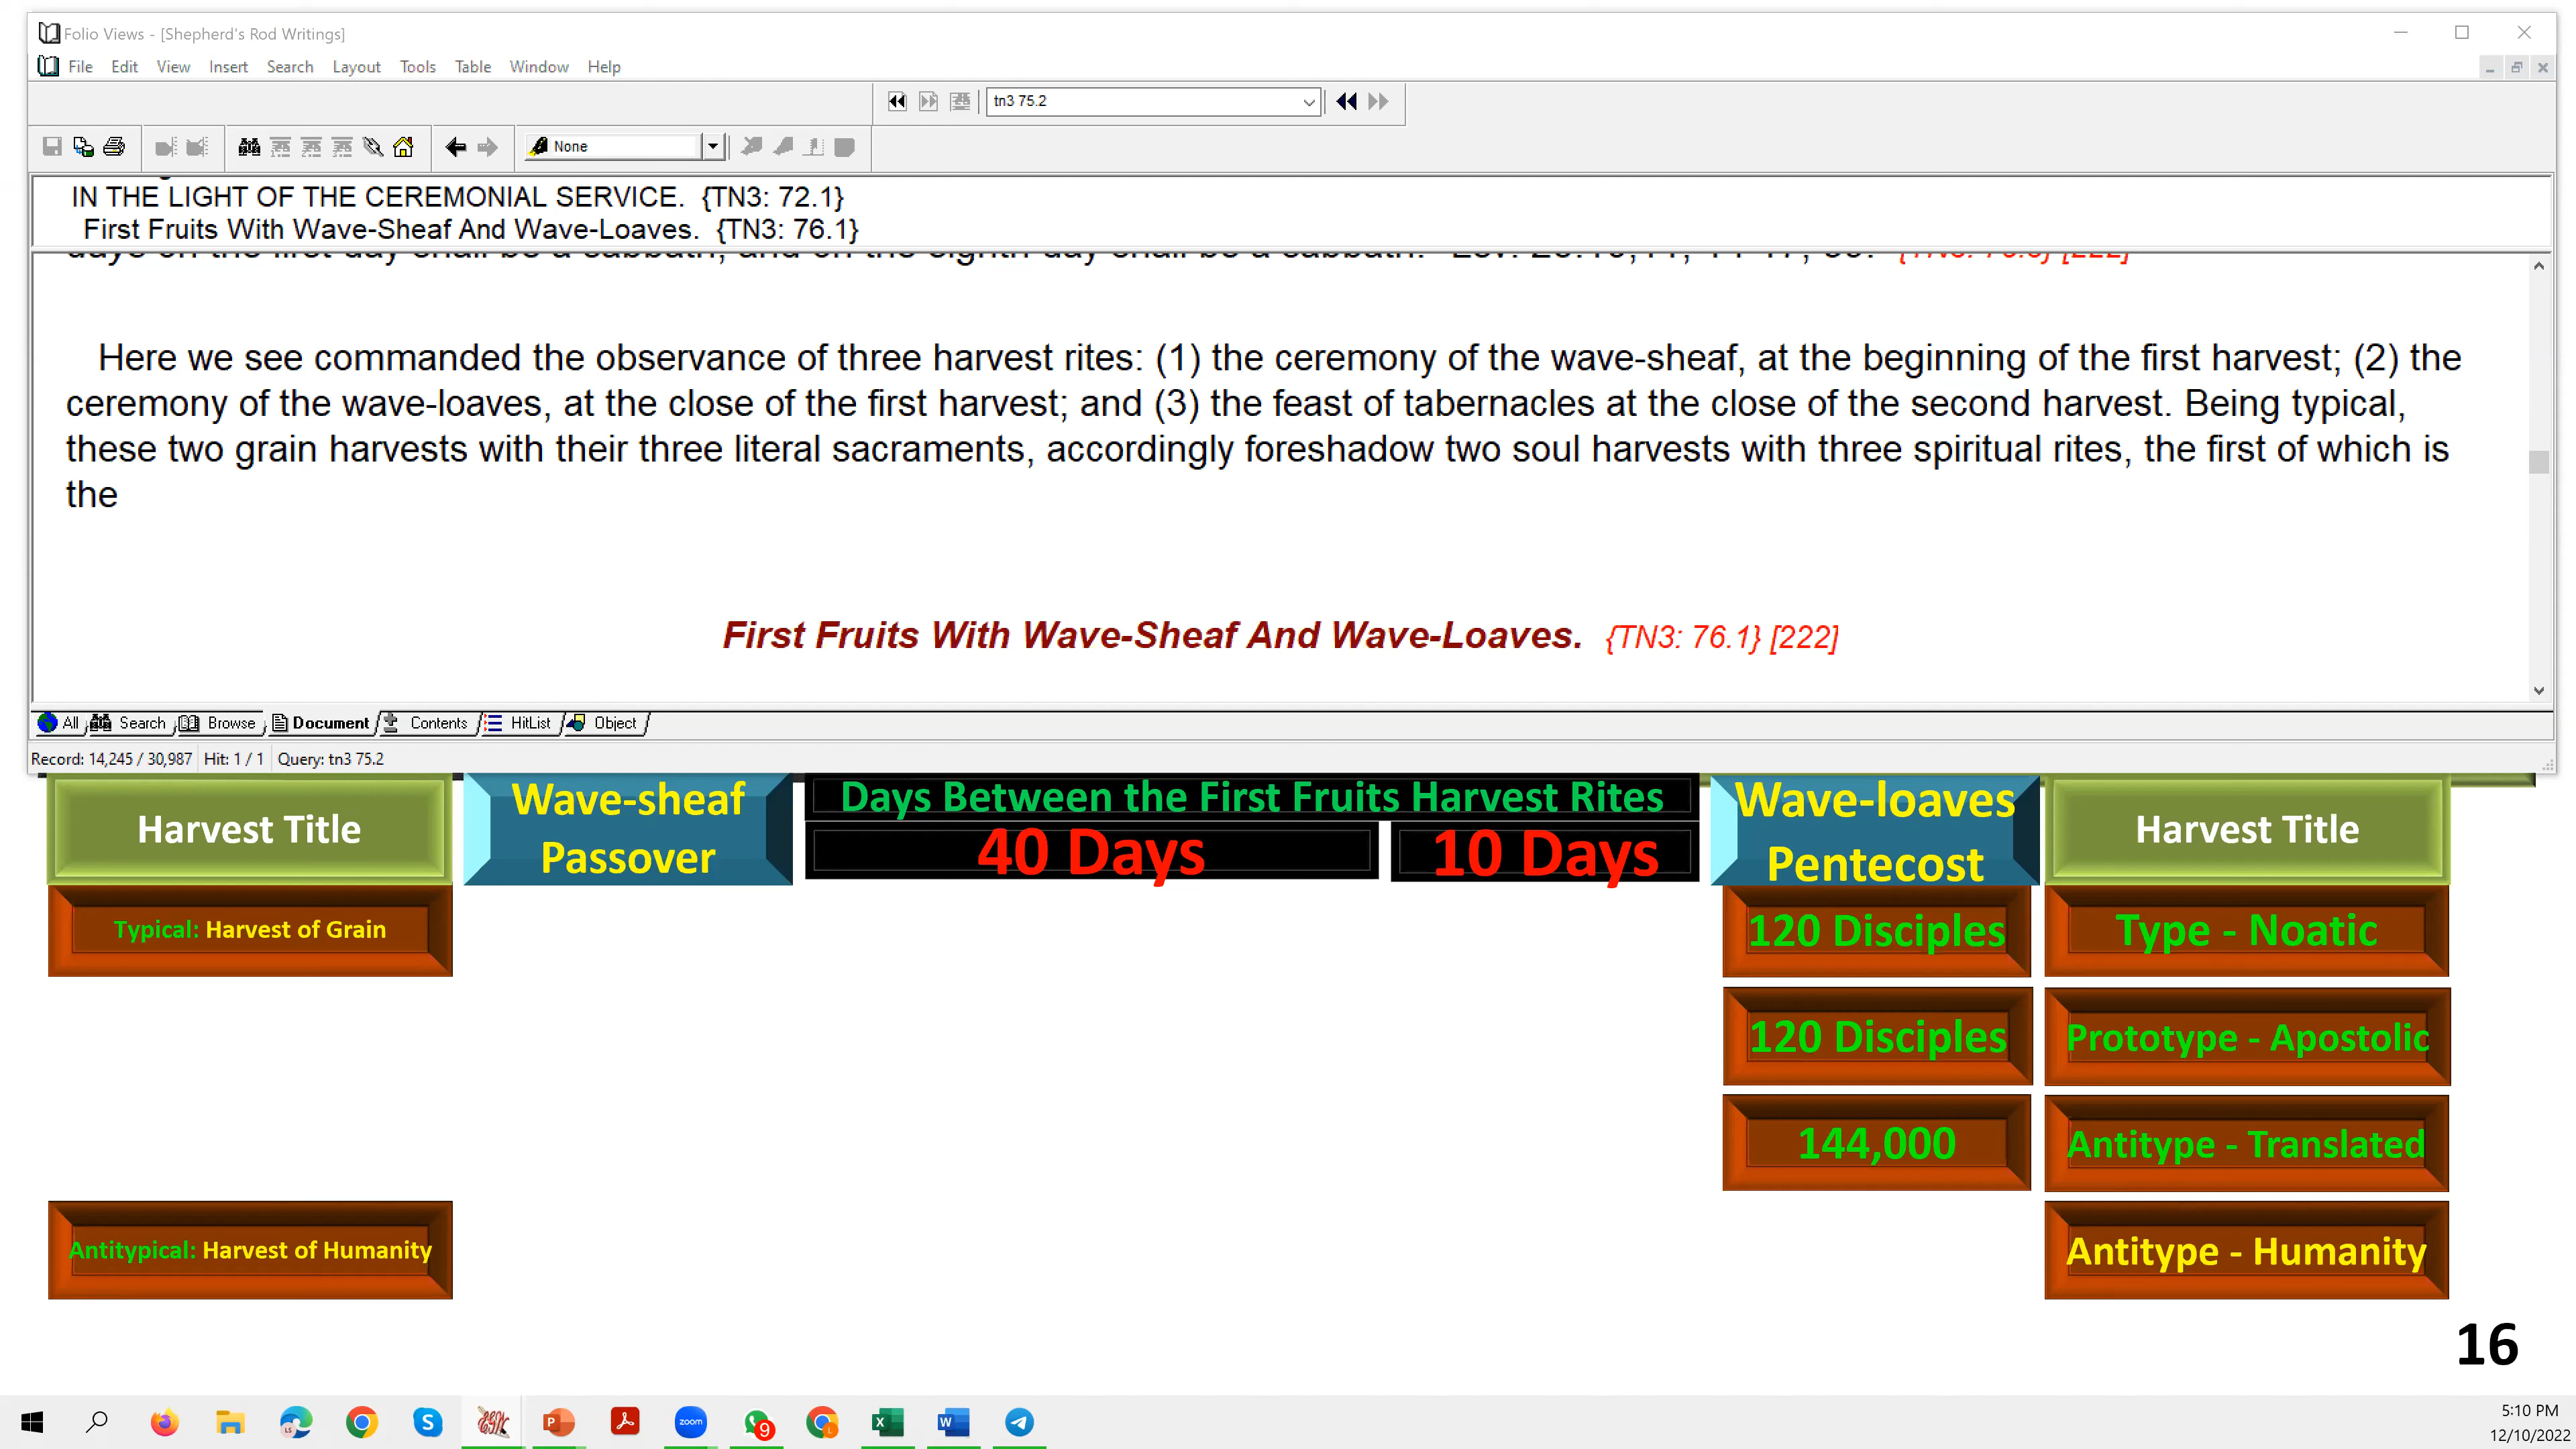 Folio Views - [Shepherd's Rod Writings]
File Edit View Insert Search Layout Tools Table Window Help
tn3 75.2
None
IN THE LIGHT OF THE CEREMONIAL SERVICE. {TN3: 72.1}
First Fruits With Wave-Sheaf And Wave-Loaves. {TN3: 76.1}
Here we see commanded the observance of three harvest rites: (1) the ceremony of the wave-sheaf, at the beginning of the first harvest; (2) the
ceremony of the wave-loaves, at the close of the first harvest; and (3) the feast of tabernacles at the close of the second harvest. Being typical,
these two grain harvests with their three literal sacraments, accordingly foreshadow two soul harvests with three spiritual rites, the first of which is
the
First Fruits With Wave-Sheaf And Wave-Loaves. {TN3: 76.1} [222]
All Search Browse Document Contents HitList Object
Record: 14,245 / 30,987 Hit: 1 / 1 Query: tn3 75.2
Harvest Title
Wave-sheaf
Passover
Days Between the First Fruits Harvest Rites
40 Days
10 Days
Wave-loaves
Pentecost
Harvest Title
Typical: Harvest of Grain
120 Disciples
Type - Noatic
120 Disciples
Prototype - Apostolic
144,000
Antitype - Translated
Antitypical: Harvest of Humanity
Antitype - Humanity
16
zoom
9
5:10 PM
12/10/2022